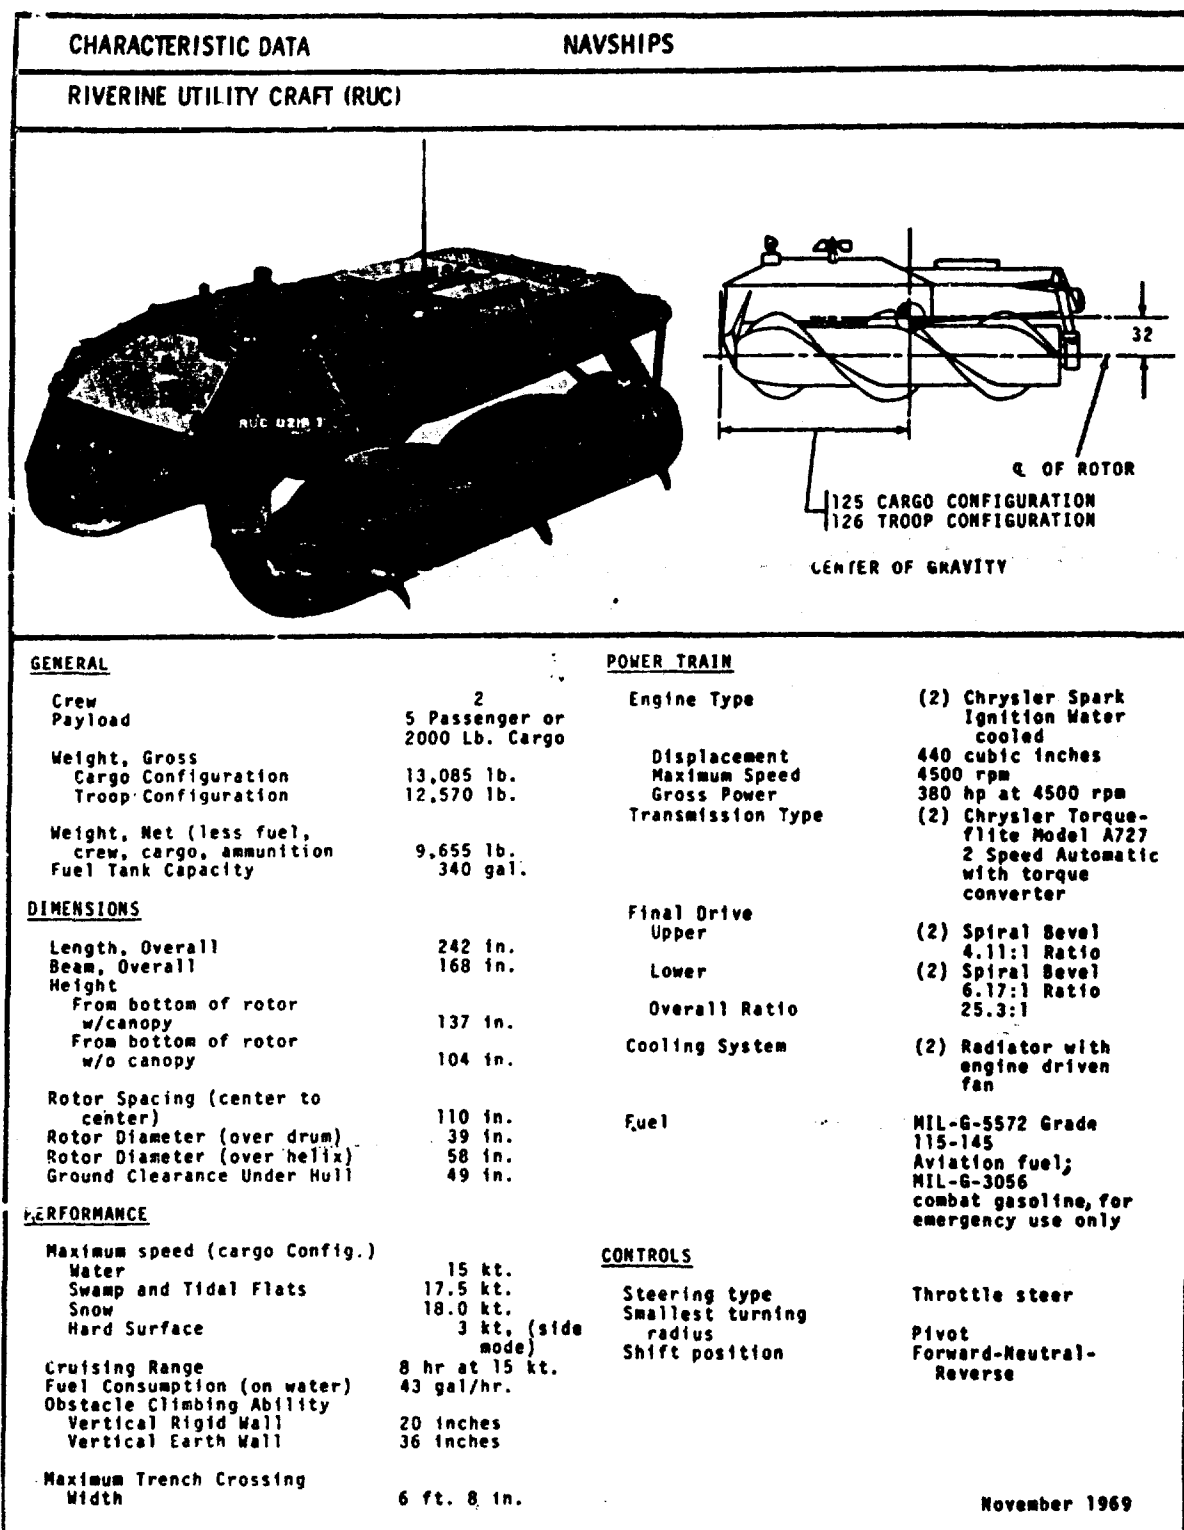 CHARACTERISTIC DATA NAVSHIPS
RIVERINE UTILITY CRAFT (RUC)
RUC
32
℄ OF ROTOR
125 CARGO CONFIGURATION
126 TROOP CONFIGURATION
CENTER OF GRAVITY
GENERAL
Crew 2
Payload 5 Passenger or
2000 Lb. Cargo
Weight, Gross
Cargo Configuration 13,085 lb.
Troop Configuration 12,570 lb.
Weight, Net (less fuel,
crew, cargo, ammunition 9,655 lb.
Fuel Tank Capacity 340 gal.
DIMENSIONS
Length, Overall 242 in.
Beam, Overall 168 in.
Height
From bottom of rotor
w/canopy 137 in.
From bottom of rotor
w/o canopy 104 in.
Rotor Spacing (center to
center) 110 in.
Rotor Diameter (over drum) 39 in.
Rotor Diameter (over helix) 58 in.
Ground Clearance Under Hull 49 in.
PERFORMANCE
Maximum speed (cargo Config.)
Water 15 kt.
Swamp and Tidal Flats 17.5 kt.
Snow 18.0 kt.
Hard Surface 3 kt. (side
mode)
Cruising Range 8 hr at 15 kt.
Fuel Consumption (on water) 43 gal/hr.
Obstacle Climbing Ability
Vertical Rigid Wall 20 inches
Vertical Earth Wall 36 inches
Maximum Trench Crossing
Width 6 ft. 8 in.
POWER TRAIN
Engine Type (2) Chrysler Spark
Ignition Water
cooled
Displacement 440 cubic inches
Maximum Speed 4500 rpm
Gross Power 380 hp at 4500 rpm
Transmission Type (2) Chrysler Torque-
flite Model A727
2 Speed Automatic
with torque
converter
Final Drive
Upper (2) Spiral Bevel
4.11:1 Ratio
Lower (2) Spiral Bevel
6.17:1 Ratio
Overall Ratio 25.3:1
Cooling System (2) Radiator with
engine driven
fan
Fuel MIL-G-5572 Grade
115-145
Aviation fuel;
MIL-G-3056
combat gasoline, for
emergency use only
CONTROLS
Steering type Throttle steer
Smallest turning
radius Pivot
Shift position Forward-Neutral-
Reverse
November 1969